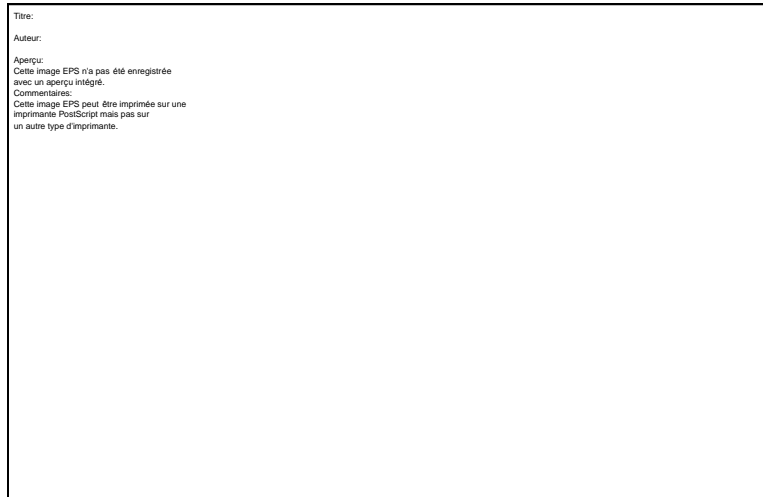 Titre:
Auteur:
Aperçu:
Cette image EPS n'a pas été enregistrée
avec un aperçu intégré.
Commentaires:
Cette image EPS peut être imprimée sur une
imprimante PostScript mais pas sur
un autre type d'imprimante.